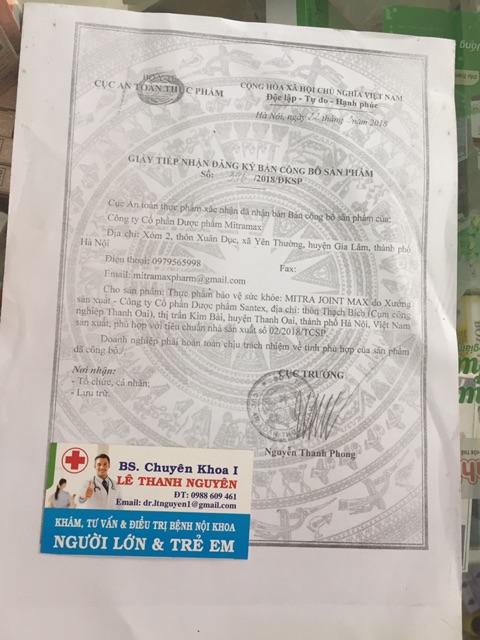 BỘ Y TẾ
CỤC AN TOÀN THỰC PHẨM
CỘNG HÒA XÃ HỘI CHỦ NGHĨA VIỆT NAM
Độc lập - Tự do - Hạnh phúc
Hà Nội, ngày 22 tháng năm 2018
GIẤY TIẾP NHẬN ĐĂNG KÝ BẢN CÔNG BỐ SẢN PHẨM
Số: /2018/ĐKSP
Cục An toàn thực phẩm xác nhận đã nhận bản Bản công bố sản phẩm của:
Công ty Cổ phần Dược phẩm Mitramax
Địa chỉ: Xóm 2, thôn Xuân Dục, xã Yên Thường, huyện Gia Lâm, thành phố
Hà Nội
Điện thoại: 0979565998 Fax:
Email: mitramaxpharm@gmail.com
Cho sản phẩm: Thực phẩm bảo vệ sức khỏe: MITRA JOINT MAX do Xưởng
sản xuất - Công ty Cổ phần Dược phẩm Santex, địa chỉ: thôn Thạch Bích (Cụm công
nghiệp Thanh Oai), thị trấn Kim Bài, huyện Thanh Oai, thành phố Hà Nội, Việt Nam
sản xuất, phù hợp với tiêu chuẩn nhà sản xuất số 02/2018/TCSP
Doanh nghiệp phải hoàn toàn chịu trách nhiệm về tính phù hợp của sản phẩm
đã công bố./
Nơi nhận:
- Tổ chức, cá nhân;
- Lưu trữ.
CỤC TRƯỞNG
Nguyễn Thanh Phong
BS. Chuyên Khoa I
LÊ THANH NGUYÊN
ĐT: 0988 609 461
Email: dr.ltnguyen1@gmail.com
KHÁM, TƯ VẤN & ĐIỀU TRỊ BỆNH NỘI KHOA
NGƯỜI LỚN & TRẺ EM